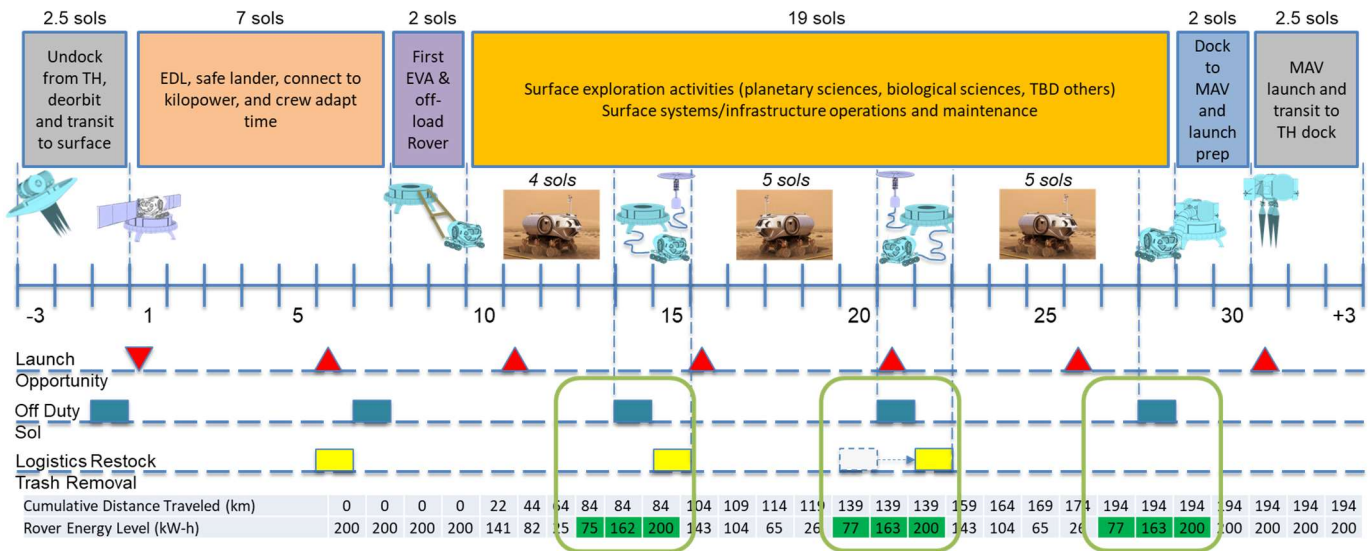 2.5 sols 7 sols 2 sols 19 sols 2 sols 2.5 sols
Undock
from TH,
deorbit
and transit
to surface
EDL, safe lander, connect to
kilopower, and crew adapt
time
First
EVA &
off-
load
Rover
Surface exploration activities (planetary sciences, biological sciences, TBD others)
Surface systems/infrastructure operations and maintenance
Dock
to
MAV
and
launch
prep
MAV
launch and
transit to
TH dock
4 sols 5 sols 5 sols
-3 1 5 10 15 20 25 30 +3
Launch
Opportunity
Off Duty
Sol
Logistics Restock
Trash Removal
Cumulative Distance Traveled (km) 0 0 0 0 22 44 64 84 84 84 104 109 114 119 139 139 139 159 164 169 174 194 194 194 194 194 194 194
Rover Energy Level (kW-h) 200 200 200 200 141 82 25 75 162 200 143 104 65 26 77 163 200 143 104 65 26 77 163 200 200 200 200 200